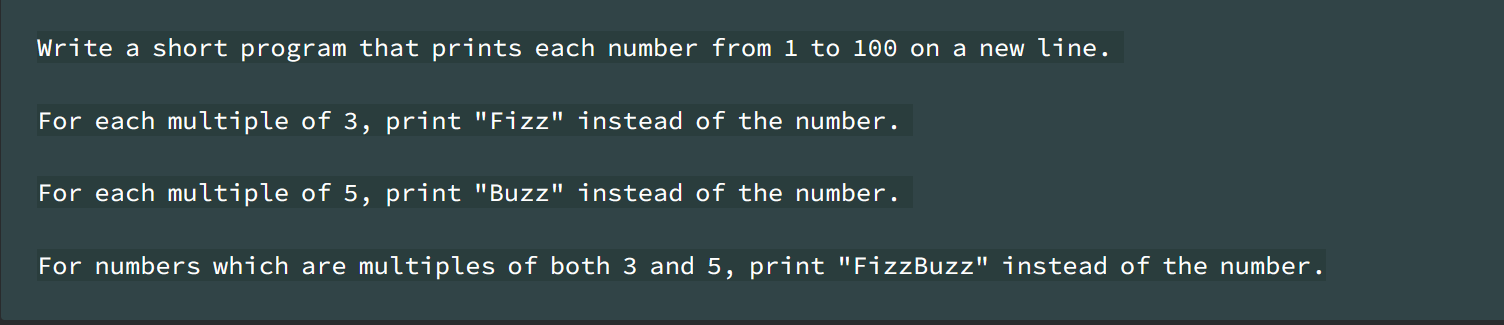 Write a short program that prints each number from 1 to 100 on a new line.
For each multiple of 3, print "Fizz" instead of the number.
For each multiple of 5, print "Buzz" instead of the number.
For numbers which are multiples of both 3 and 5, print "FizzBuzz" instead of the number.